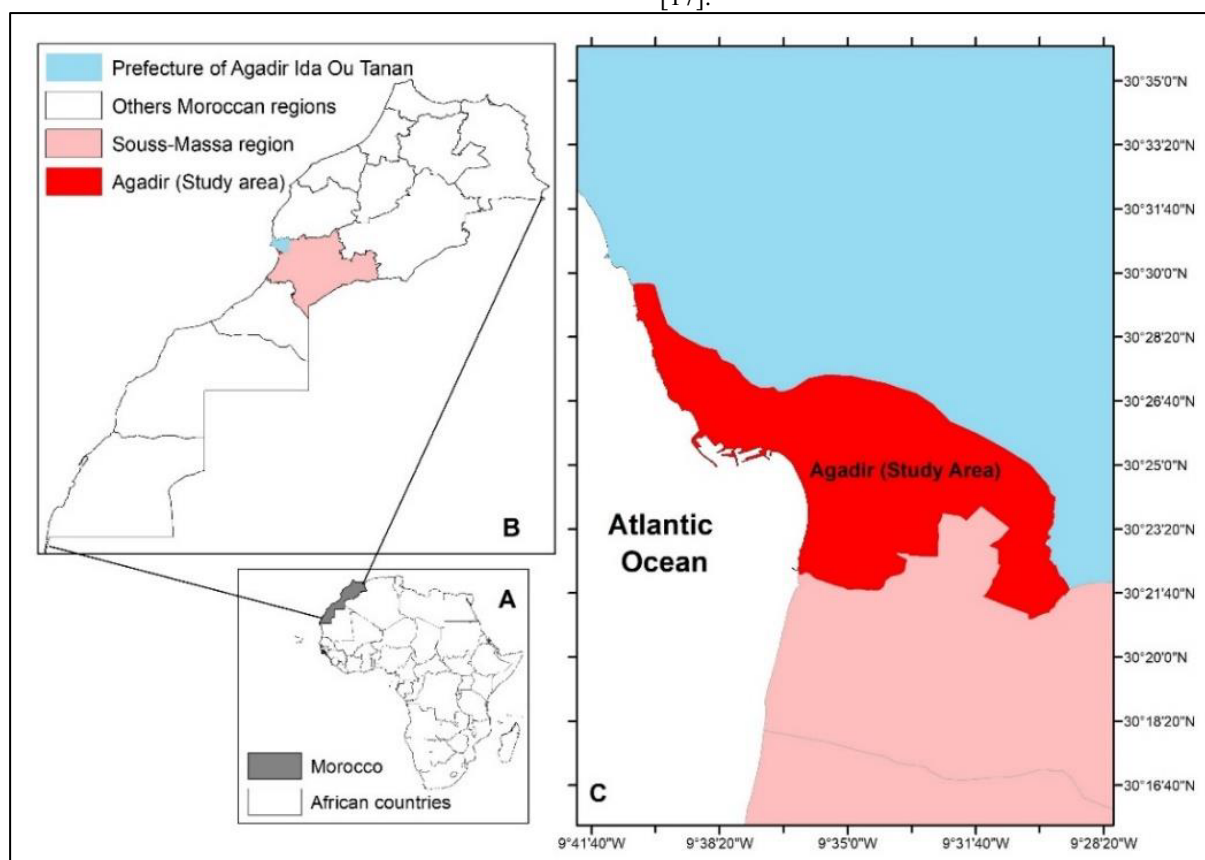 [17].
Prefecture of Agadir Ida Ou Tanan
Others Moroccan regions
Souss-Massa region
Agadir (Study area)
B
A
Morocco
African countries
Agadir (Study Area)
Atlantic
Ocean
C
30°35'0"N
30°33'20"N
30°31'40"N
30°30'0"N
30°28'20"N
30°26'40"N
30°25'0"N
30°23'20"N
30°21'40"N
30°20'0"N
30°18'20"N
30°16'40"N
9°41'40"W 9°38'20"W 9°35'0"W 9°31'40"W 9°28'20"W